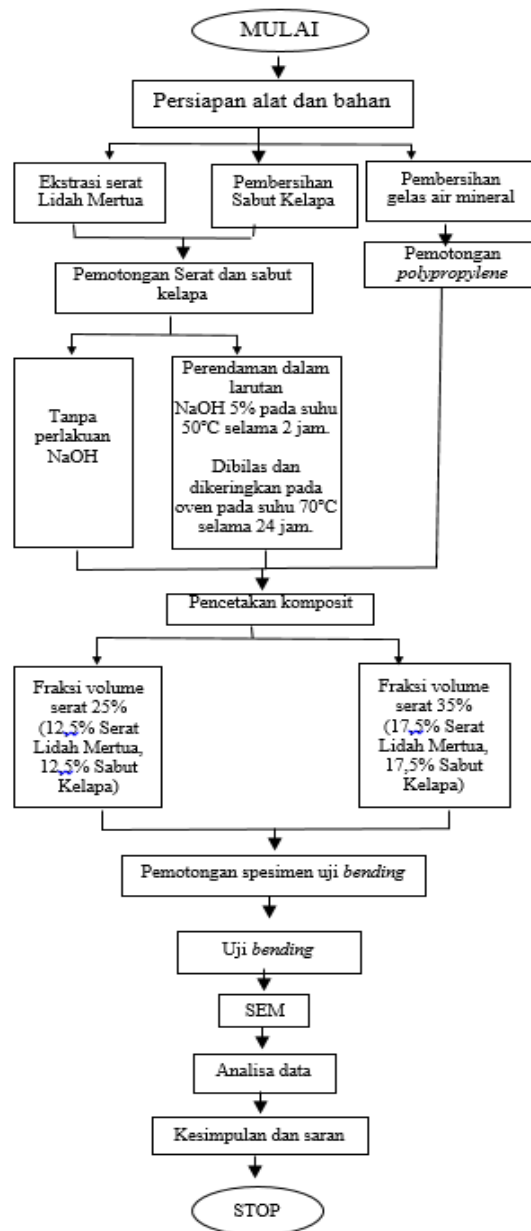 MULAI
Persiapan alat dan bahan
Ekstrasi serat
Lidah Mertua
Pembersihan
Sabut Kelapa
Pembersihan
gelas air mineral
Pemotongan Serat dan sabut
kelapa
Pemotongan
polypropylene
Tanpa
perlakuan
NaOH
Perendaman dalam
larutan
NaOH 5% pada suhu
50°C selama 2 jam.
Dibilas dan
dikeringkan pada
oven pada suhu 70°C
selama 24 jam.
Pencetakan komposit
Fraksi volume
serat 25%
(12,5% Serat
Lidah Mertua,
12,5% Sabut
Kelapa)
Fraksi volume
serat 35%
(17,5% Serat
Lidah Mertua,
17,5% Sabut
Kelapa)
Pemotongan spesimen uji bending
Uji bending
SEM
Analisa data
Kesimpulan dan saran
STOP